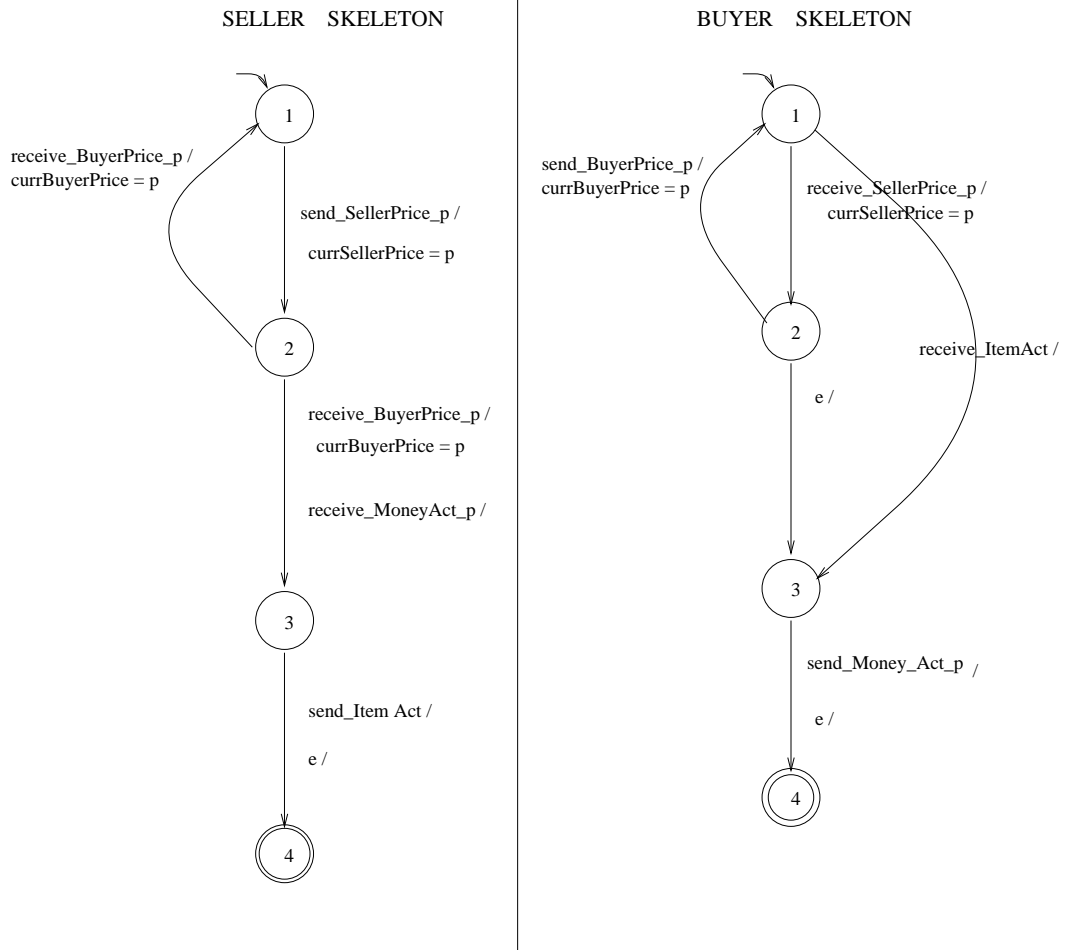 SELLER SKELETON
1
receive_BuyerPrice_p /
currBuyerPrice = p
send_SellerPrice_p /
currSellerPrice = p
2
receive_BuyerPrice_p /
currBuyerPrice = p
receive_MoneyAct_p /
3
send_Item Act /
e /
4
BUYER SKELETON
1
send_BuyerPrice_p /
currBuyerPrice = p
receive_SellerPrice_p /
currSellerPrice = p
2
receive_ItemAct /
e /
3
send_Money_Act_p /
e /
4